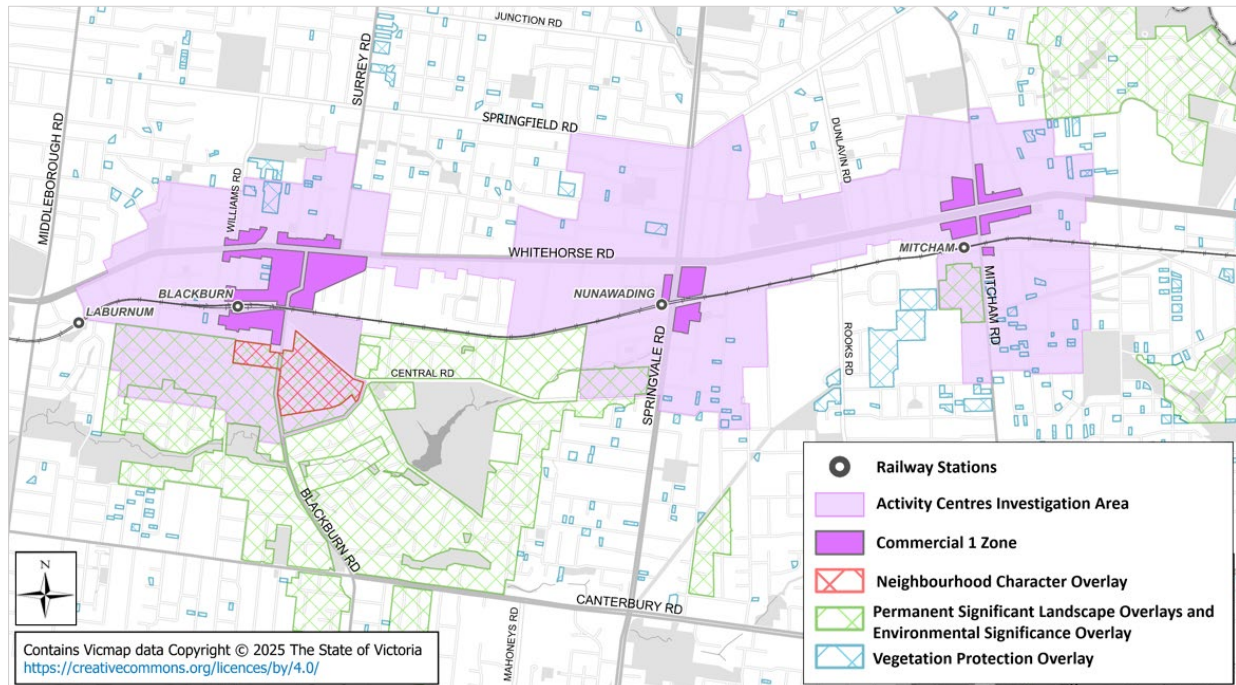 JUNCTION RD
SURREY RD
SPRINGFIELD RD
MIDDLEBOROUGH RD
WILLIAMS RD
DUNLAVIN RD
WHITEHORSE RD
MITCHAM
BLACKBURN
NUNAWADING
LABURNUM
MITCHAM RD
CENTRAL RD
SPRINGVALE RD
ROOKS RD
BLACKBURN RD
CANTERBURY RD
MAHONEYS RD
N
Contains Vicmap data Copyright © 2025 The State of Victoria
https://creativecommons.org/licences/by/4.0/
Railway Stations
Activity Centres Investigation Area
Commercial 1 Zone
Neighbourhood Character Overlay
Permanent Significant Landscape Overlays and
Environmental Significance Overlay
Vegetation Protection Overlay